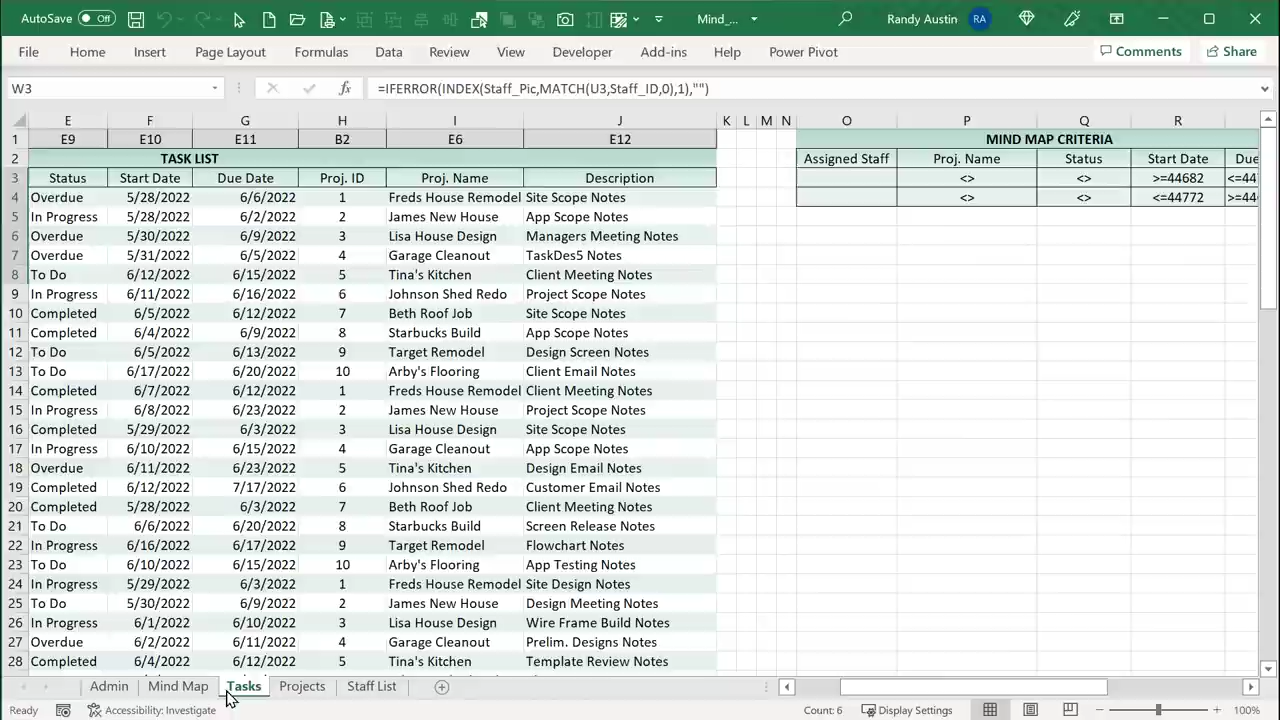 AutoSave Off Mind_... Randy Austin RA
File Home Insert Page Layout Formulas Data Review View Developer Add-ins Help Power Pivot Comments Share
W3 fx =IFERROR(INDEX(Staff_Pic,MATCH(U3,Staff_ID,0),1),"")
E F G H I J K L M N O P Q R
1 E9 E10 E11 B2 E6 E12 MIND MAP CRITERIA
2 TASK LIST Assigned Staff Proj. Name Status Start Date Due
3 Status Start Date Due Date Proj. ID Proj. Name Description <> <> >=44682 <=44
4 Overdue 5/28/2022 6/6/2022 1 Freds House Remodel Site Scope Notes <> <> <=44772 >=44
5 In Progress 5/28/2022 6/2/2022 2 James New House App Scope Notes
6 Overdue 5/30/2022 6/9/2022 3 Lisa House Design Managers Meeting Notes
7 Overdue 5/31/2022 6/5/2022 4 Garage Cleanout TaskDes5 Notes
8 To Do 6/12/2022 6/15/2022 5 Tina's Kitchen Client Meeting Notes
9 In Progress 6/11/2022 6/16/2022 6 Johnson Shed Redo Project Scope Notes
10 Completed 6/5/2022 6/12/2022 7 Beth Roof Job Site Scope Notes
11 Completed 6/4/2022 6/9/2022 8 Starbucks Build App Scope Notes
12 To Do 6/5/2022 6/13/2022 9 Target Remodel Design Screen Notes
13 To Do 6/17/2022 6/20/2022 10 Arby's Flooring Client Email Notes
14 Completed 6/7/2022 6/12/2022 1 Freds House Remodel Client Meeting Notes
15 In Progress 6/8/2022 6/23/2022 2 James New House Project Scope Notes
16 Completed 5/29/2022 6/3/2022 3 Lisa House Design Site Scope Notes
17 In Progress 6/10/2022 6/15/2022 4 Garage Cleanout App Scope Notes
18 Overdue 6/11/2022 6/23/2022 5 Tina's Kitchen Design Email Notes
19 Completed 6/12/2022 7/17/2022 6 Johnson Shed Redo Customer Email Notes
20 Completed 5/28/2022 6/3/2022 7 Beth Roof Job Client Meeting Notes
21 To Do 6/6/2022 6/20/2022 8 Starbucks Build Screen Release Notes
22 In Progress 6/16/2022 6/17/2022 9 Target Remodel Flowchart Notes
23 To Do 6/10/2022 6/15/2022 10 Arby's Flooring App Testing Notes
24 In Progress 5/29/2022 6/3/2022 1 Freds House Remodel Site Design Notes
25 To Do 5/30/2022 6/9/2022 2 James New House Design Meeting Notes
26 In Progress 6/1/2022 6/10/2022 3 Lisa House Design Wire Frame Build Notes
27 Overdue 6/2/2022 6/11/2022 4 Garage Cleanout Prelim. Designs Notes
28 Completed 6/4/2022 6/12/2022 5 Tina's Kitchen Template Review Notes
Admin Mind Map Tasks Projects Staff List
Ready Accessibility: Investigate Count: 6 Display Settings 100%